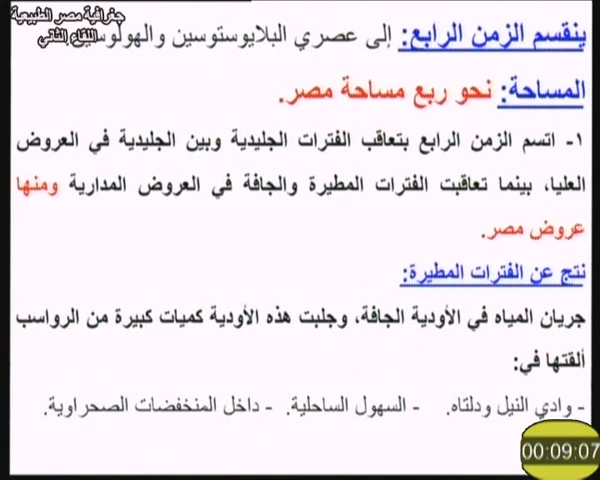 جغرافية مصر الطبيعية
اللقاء الثاني
ينقسم الزمن الرابع: إلى عصري البلايوستوسين والهولوسين
المساحة: نحو ربع مساحة مصر.
١- اتسم الزمن الرابع بتعاقب الفترات الجليدية وبين الجليدية في العروض
العليا، بينما تعاقبت الفترات المطيرة والجافة في العروض المدارية ومنها
عروض مصر.
نتج عن الفترات المطيرة:
جريان المياه في الأودية الجافة، وجلبت هذه الأودية كميات كبيرة من الرواسب
ألقتها في:
- وادي النيل ودلتاه. - السهول الساحلية. - داخل المنخفضات الصحراوية.
00:09:07